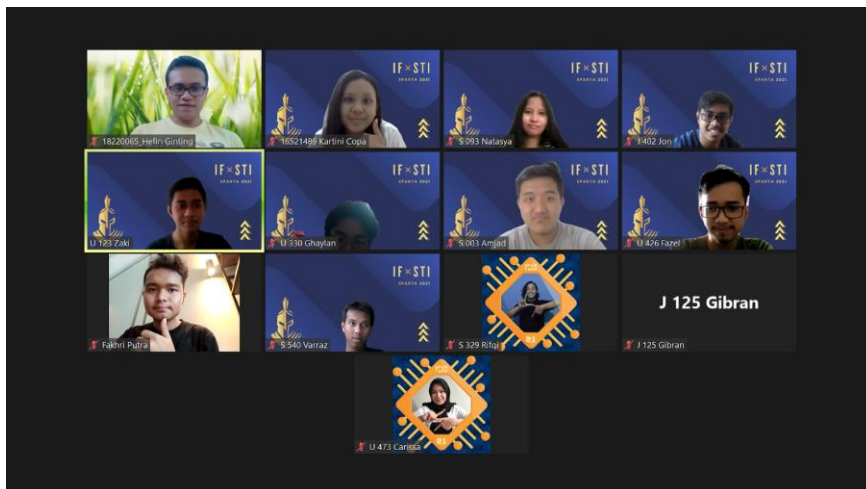 IF×STI
SPARTA 2021
IF×STI
SPARTA 2021
IF×STI
SPARTA 2021
18220065_Hefin Ginting
16521489 Kartini Copa
S 093 Natasya
J 402 Jon
IF×STI
SPARTA 2021
IF×STI
SPARTA 2021
IF×STI
SPARTA 2021
IF×STI
SPARTA 2021
U 123 Zaki
U 330 Ghaylan
S 003 Amjad
U 426 Fazel
IF×STI
SPARTA 2021
J 125 Gibran
Fakhri Putra
S 540 Varraz
S 329 Rifqi
21
J 125 Gibran
U 473 Carissa
21